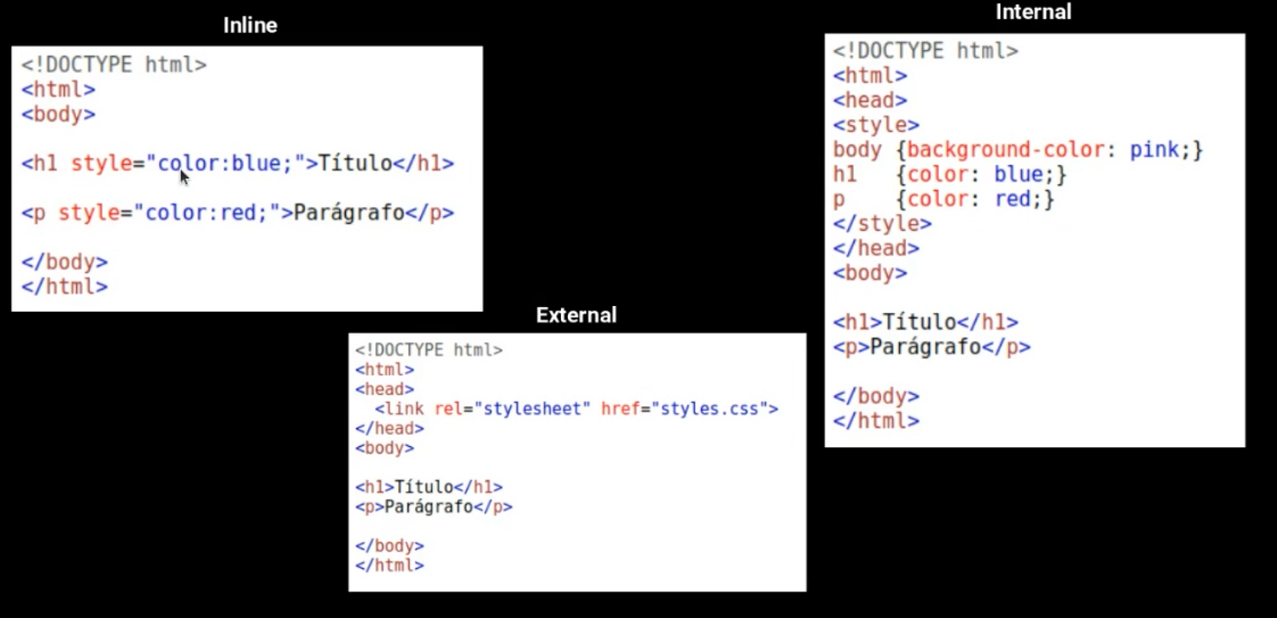 Inline
<!DOCTYPE html>
<html>
<body>
<h1 style="color:blue;">Título</h1>
<p style="color:red;">Parágrafo</p>
</body>
</html>
Internal
<!DOCTYPE html>
<html>
<head>
<style>
body {background-color: pink;}
h1   {color: blue;}
p    {color: red;}
</style>
</head>
<body>
<h1>Título</h1>
<p>Parágrafo</p>
</body>
</html>
External
<!DOCTYPE html>
<html>
<head>
  <link rel="stylesheet" href="styles.css">
</head>
<body>
<h1>Título</h1>
<p>Parágrafo</p>
</body>
</html>